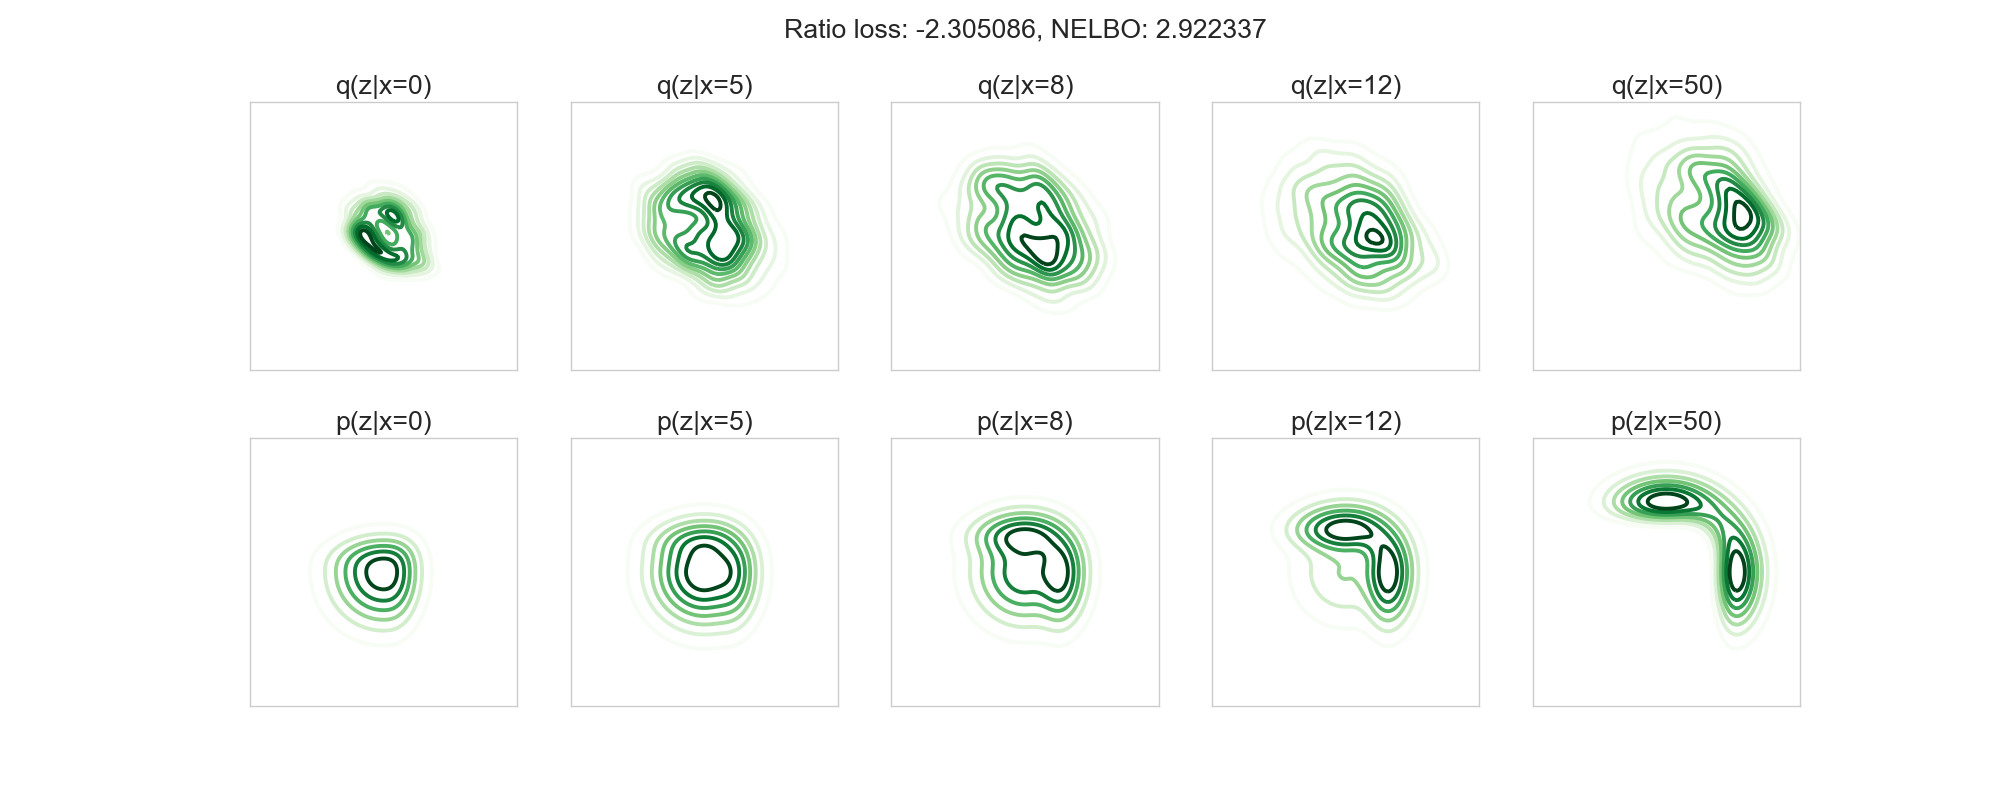 Ratio loss: -2.305086, NELBO: 2.922337
q(z|x=0) q(z|x=5) q(z|x=8) q(z|x=12) q(z|x=50)
p(z|x=0) p(z|x=5) p(z|x=8) p(z|x=12) p(z|x=50)